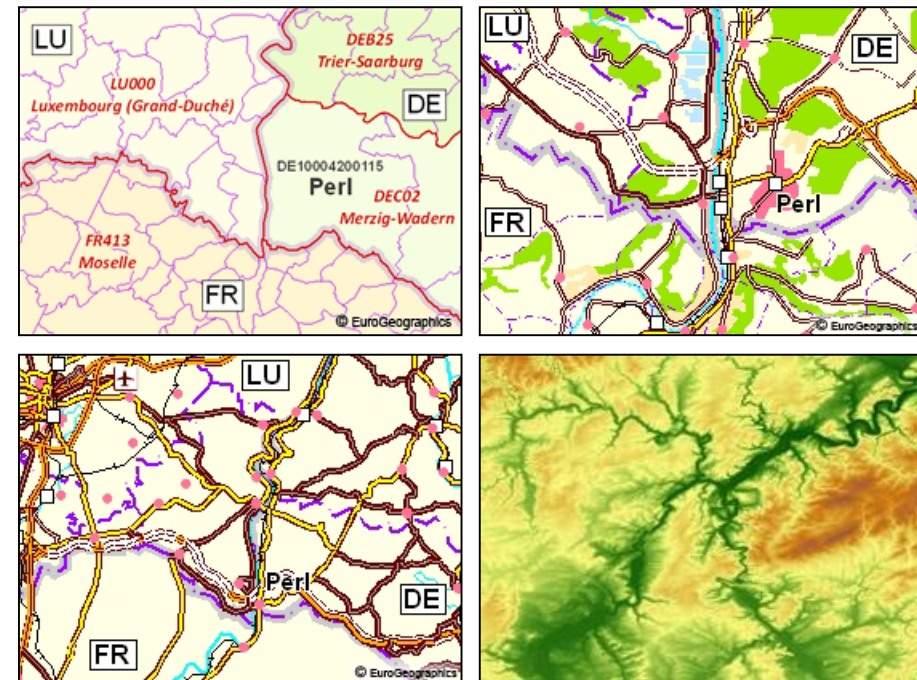 LU
DEB25
Trier-Saarburg
LU000
Luxembourg (Grand-Duché)
DE
DE10004200115
Perl
DEC02
Merzig-Wadern
FR413
Moselle
FR
© EuroGeographics
LU
DE
FR
Perl
© EuroGeographics
LU
Perl
DE
FR
© EuroGeographics